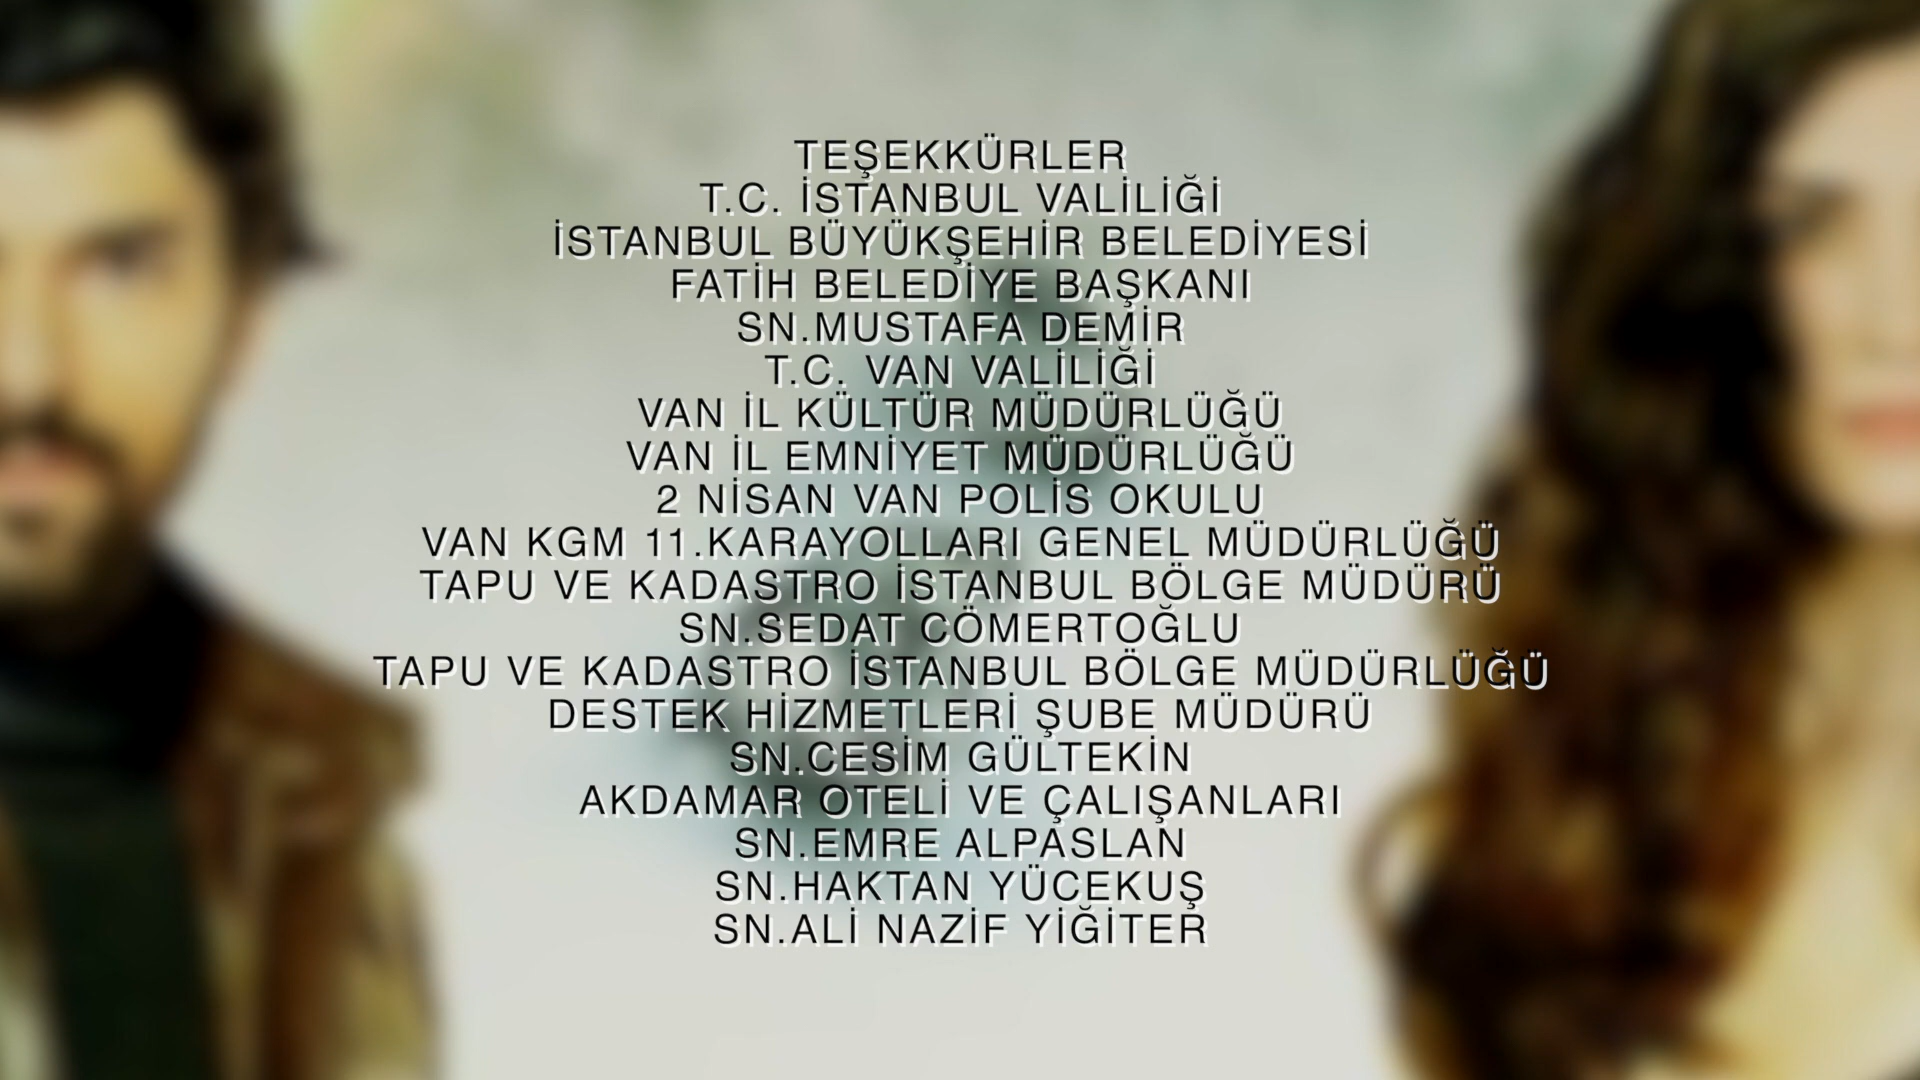 TEŞEKKÜRLER
T.C. İSTANBUL VALİLİĞİ
İSTANBUL BÜYÜKŞEHİR BELEDİYESİ
FATİH BELEDİYE BAŞKANI
SN.MUSTAFA DEMİR
T.C. VAN VALİLİĞİ
VAN İL KÜLTÜR MÜDÜRLÜĞÜ
VAN İL EMNİYET MÜDÜRLÜĞÜ
2 NİSAN VAN POLİS OKULU
VAN KGM 11.KARAYOLLARI GENEL MÜDÜRLÜĞÜ
TAPU VE KADASTRO İSTANBUL BÖLGE MÜDÜRÜ
SN.SEDAT CÖMERTOĞLU
TAPU VE KADASTRO İSTANBUL BÖLGE MÜDÜRLÜĞÜ
DESTEK HİZMETLERİ ŞUBE MÜDÜRÜ
SN.CESİM GÜLTEKİN
AKDAMAR OTELİ VE ÇALIŞANLARI
SN.EMRE ALPASLAN
SN.HAKTAN YÜCEKUŞ
SN.ALİ NAZİF YİĞİTER